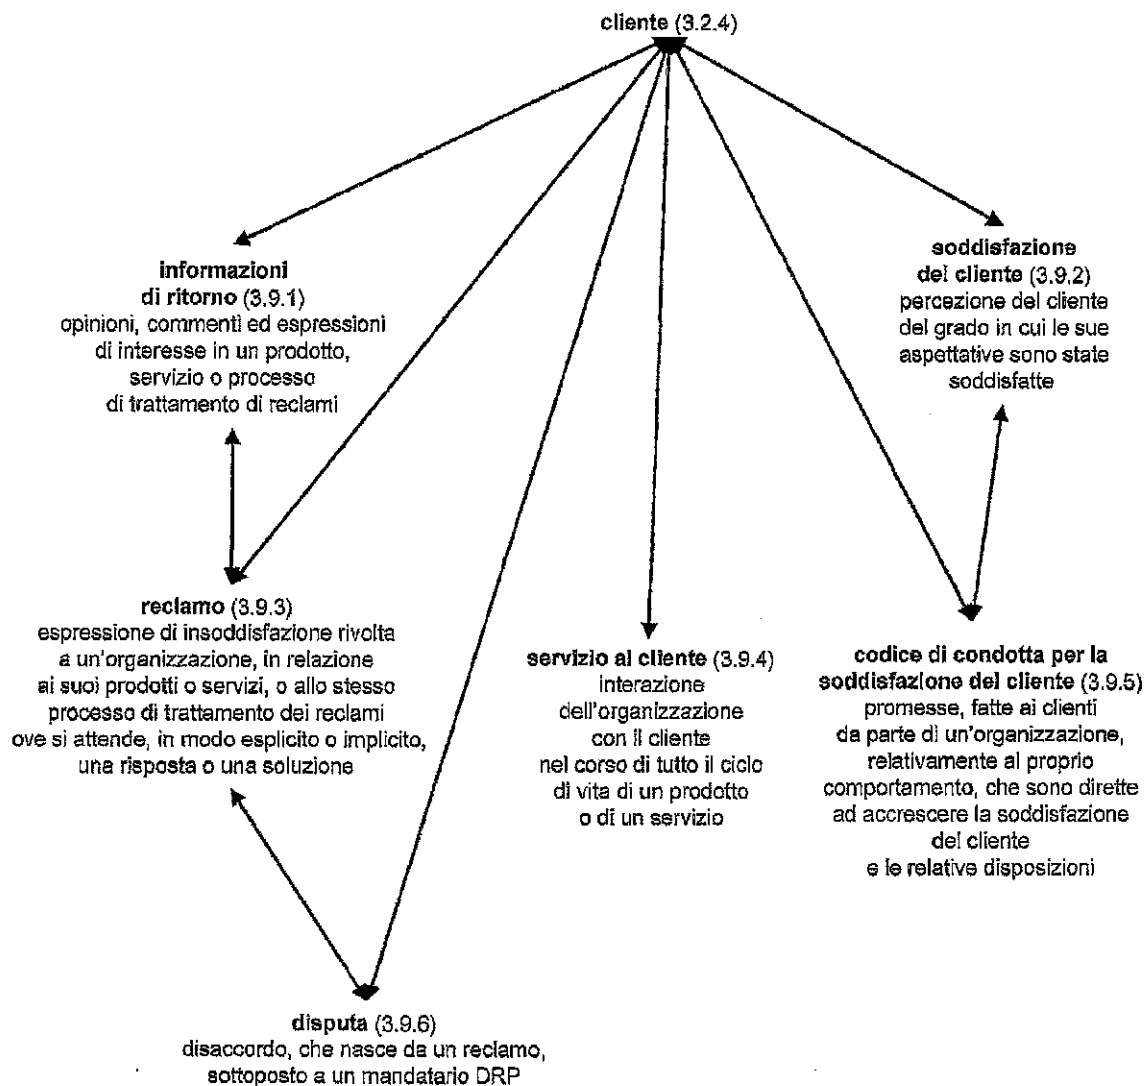 cliente (3.2.4)
informazioni
di ritorno (3.9.1)
opinioni, commenti ed espressioni
di interesse in un prodotto,
servizio o processo
di trattamento di reclami
soddisfazione
del cliente (3.9.2)
percezione del cliente
del grado in cui le sue
aspettative sono state
soddisfatte
reclamo (3.9.3)
espressione di insoddisfazione rivolta
a un'organizzazione, in relazione
ai suoi prodotti o servizi, o allo stesso
processo di trattamento dei reclami
ove si attende, in modo esplicito o implicito,
una risposta o una soluzione
servizio al cliente (3.9.4)
interazione
dell'organizzazione
con il cliente
nel corso di tutto il ciclo
di vita di un prodotto
o di un servizio
codice di condotta per la
soddisfazione del cliente (3.9.5)
promesse, fatte ai clienti
da parte di un'organizzazione,
relativamente al proprio
comportamento, che sono dirette
ad accrescere la soddisfazione
del cliente
e le relative disposizioni
disputa (3.9.6)
disaccordo, che nasce da un reclamo,
sottoposto a un mandatario DRP